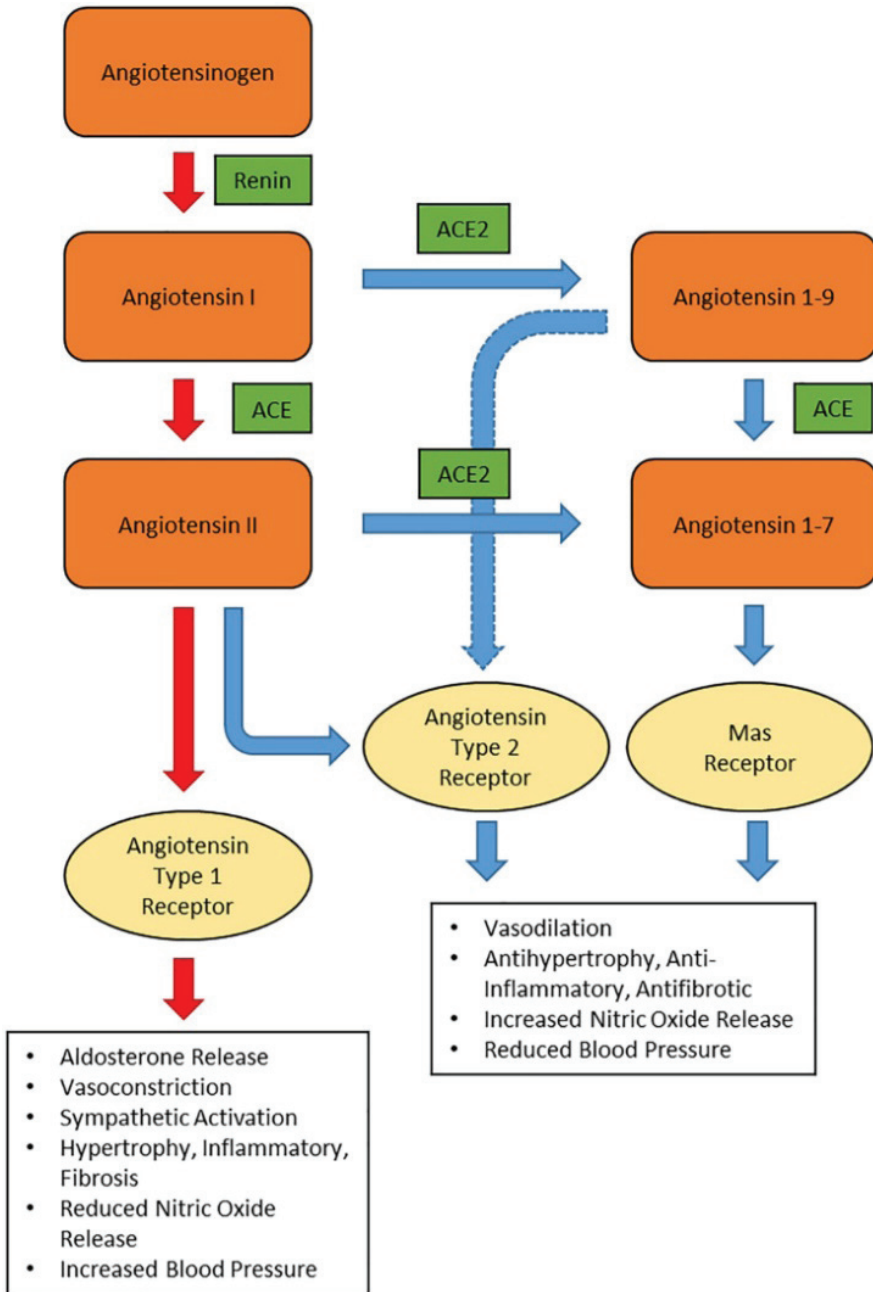 Angiotensinogen
Renin
ACE2
Angiotensin I
Angiotensin 1-9
ACE
ACE
ACE2
Angiotensin II
Angiotensin 1-7
Angiotensin
Type 2
Receptor
Mas
Receptor
Angiotensin
Type 1
Receptor
• Vasodilation
• Antihypertrophy, Anti-
Inflammatory, Antifibrotic
• Increased Nitric Oxide Release
• Reduced Blood Pressure
• Aldosterone Release
• Vasoconstriction
• Sympathetic Activation
• Hypertrophy, Inflammatory,
Fibrosis
• Reduced Nitric Oxide
Release
• Increased Blood Pressure